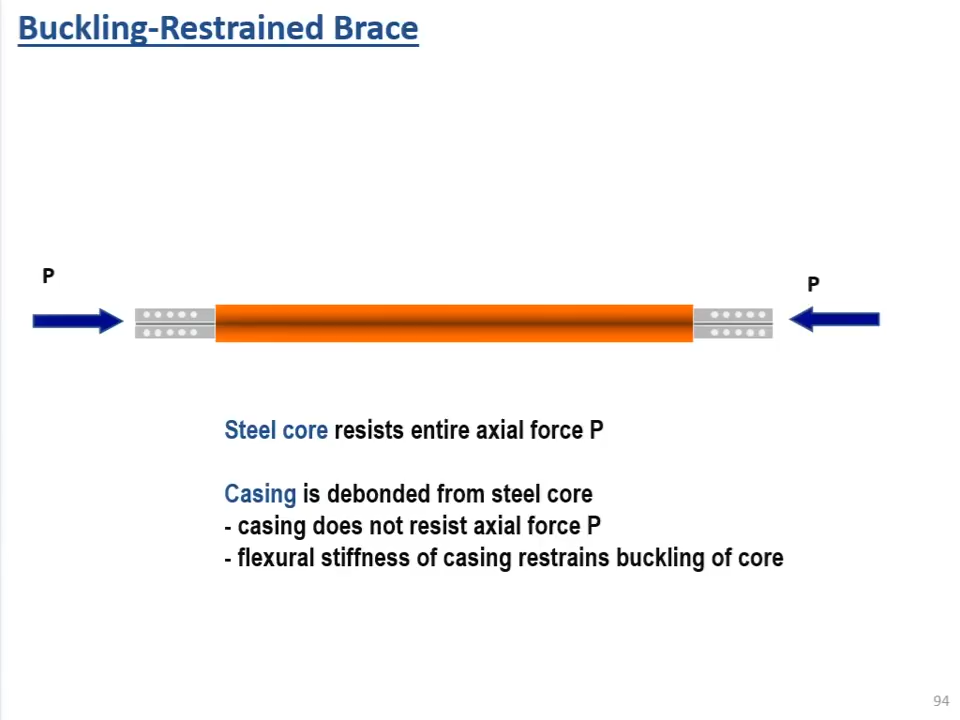 Buckling-Restrained Brace
P
P
Steel core resists entire axial force P
Casing is debonded from steel core
- casing does not resist axial force P
- flexural stiffness of casing restrains buckling of core
94